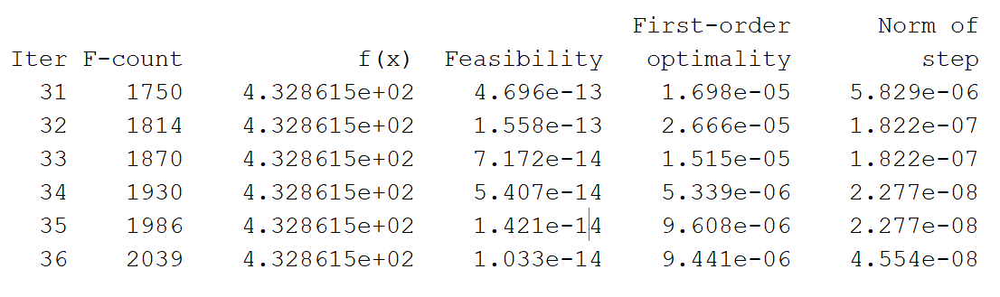 First-order Norm of
Iter F-count f(x) Feasibility optimality step
31 1750 4.328615e+02 4.696e-13 1.698e-05 5.829e-06
32 1814 4.328615e+02 1.558e-13 2.666e-05 1.822e-07
33 1870 4.328615e+02 7.172e-14 1.515e-05 1.822e-07
34 1930 4.328615e+02 5.407e-14 5.339e-06 2.277e-08
35 1986 4.328615e+02 1.421e-14 9.608e-06 2.277e-08
36 2039 4.328615e+02 1.033e-14 9.441e-06 4.554e-08